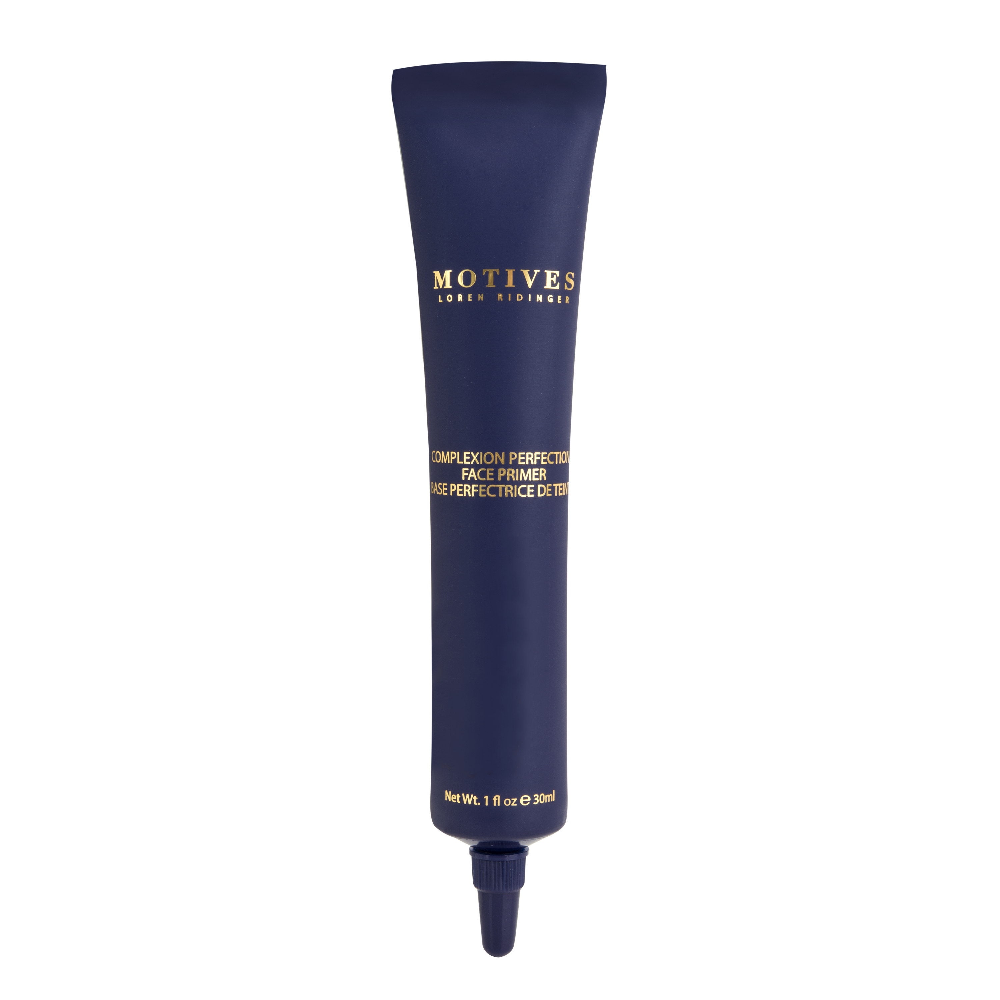 MOTIVES
LOREN RIDINGER
COMPLEXION PERFECTION
FACE PRIMER
BASE PERFECTRICE DE TEINT
Net Wt. 1 fl oz ℮ 30ml